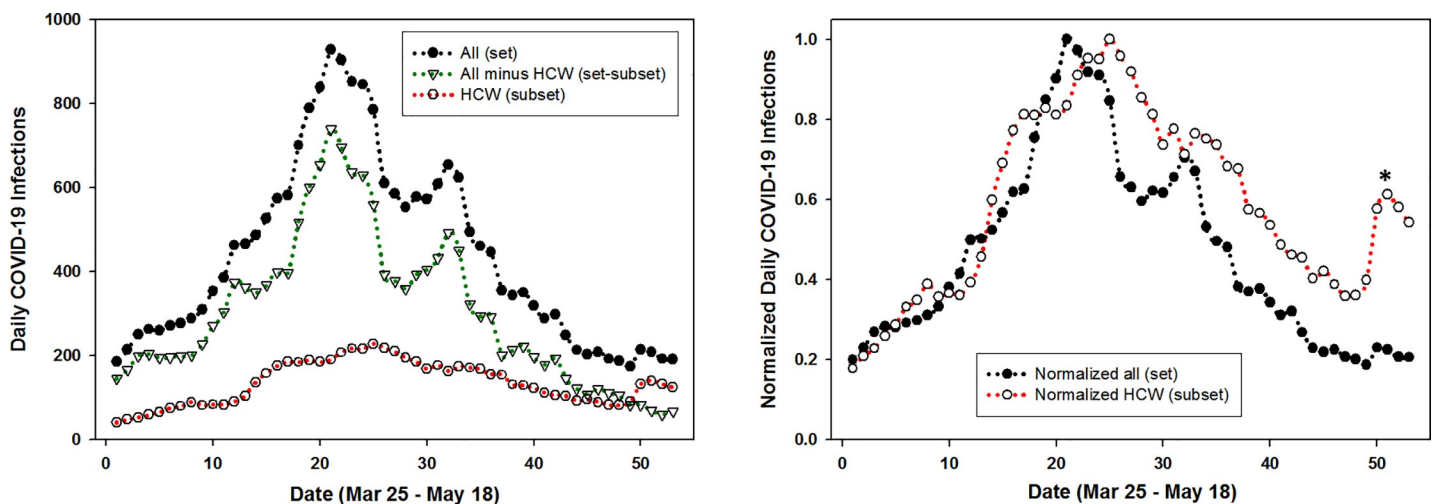 Daily COVID-19 Infections
1000
800
600
400
200
0
All (set)
All minus HCW (set-subset)
HCW (subset)
0 10 20 30 40 50
Date (Mar 25 - May 18)
Normalized Daily COVID-19 Infections
1.0
0.8
0.6
0.4
0.2
0.0
*
Normalized all (set)
Normalized HCW (subset)
0 10 20 30 40 50
Date (Mar 25 - May 18)